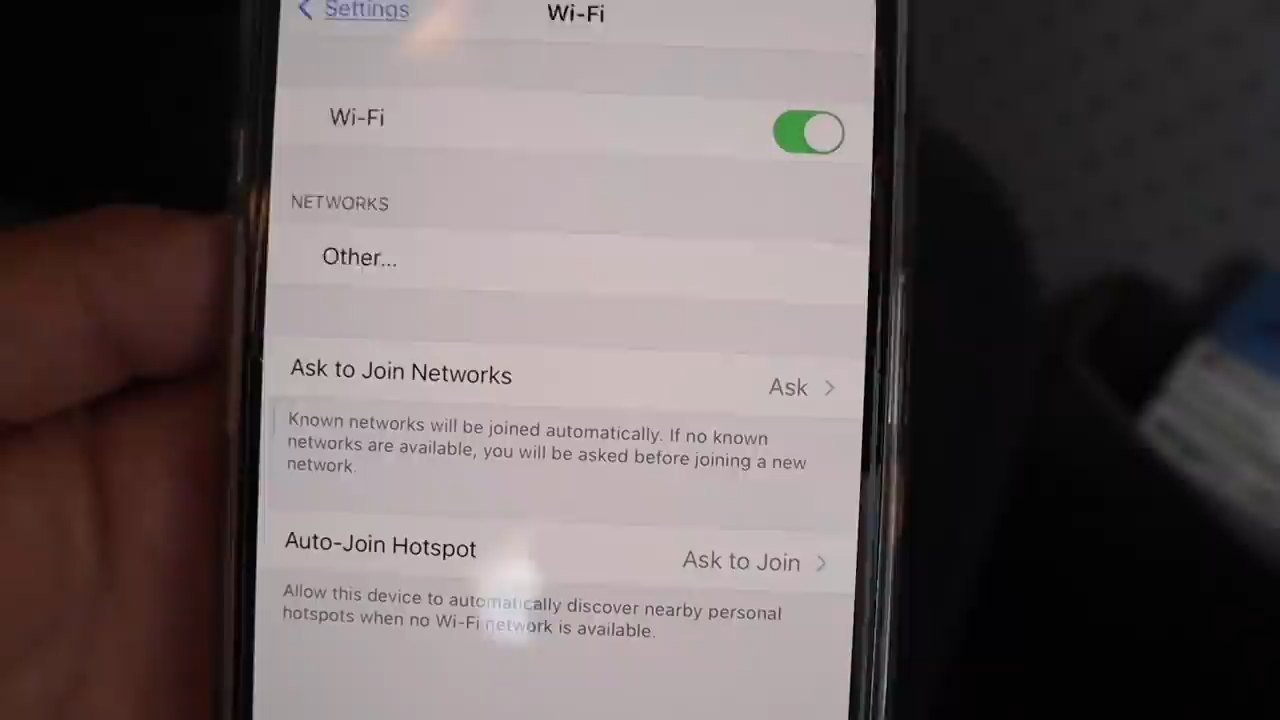 Settings
Wi-Fi
Wi-Fi
NETWORKS
Other...
Ask to Join Networks
Ask
Known networks will be joined automatically. If no known
networks are available, you will be asked before joining a new
network.
Auto-Join Hotspot
Ask to Join
Allow this device to automatically discover nearby personal
hotspots when no Wi-Fi network is available.